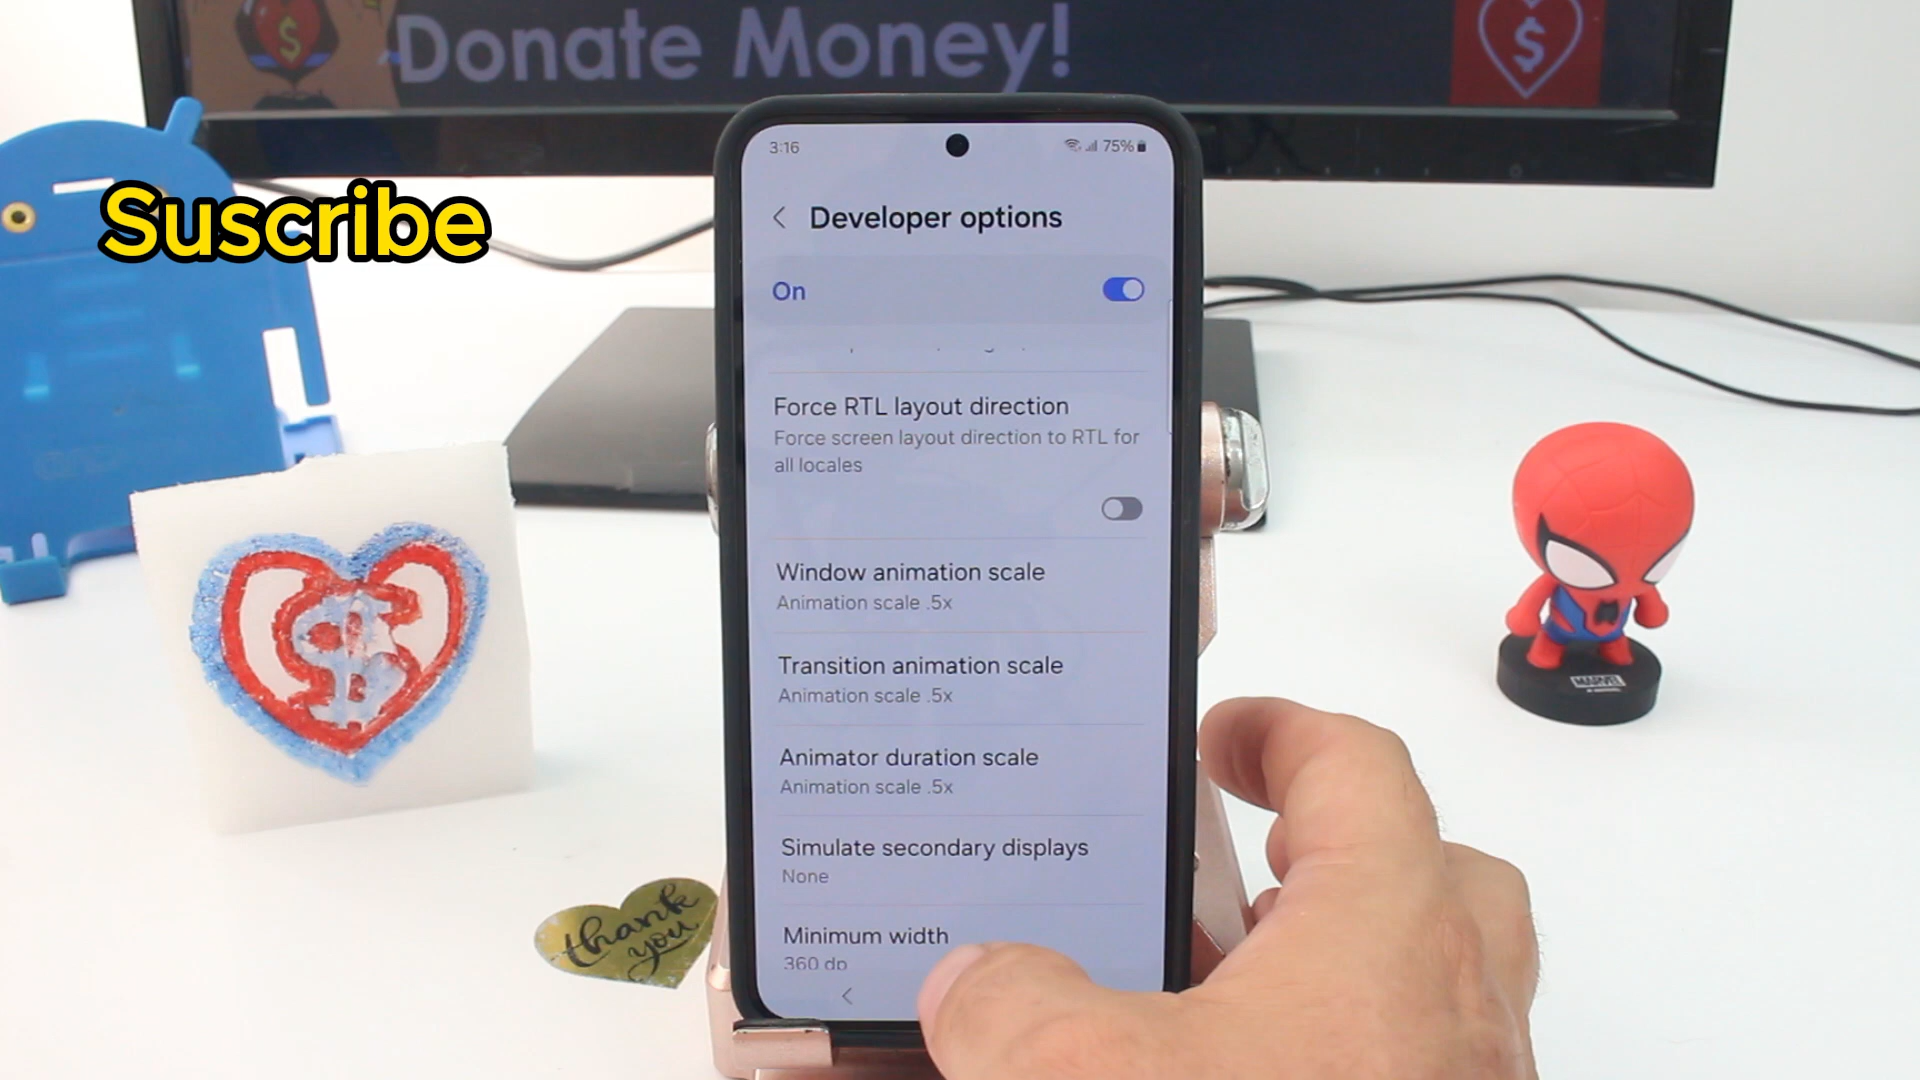 Donate Money!
$
$
Suscribe
3:16
75%
Developer options
On
Force RTL layout direction
Force screen layout direction to RTL for
all locales
Window animation scale
Animation scale .5x
Transition animation scale
Animation scale .5x
Animator duration scale
Animation scale .5x
Simulate secondary displays
None
Minimum width
360 dp
$
thank
you
MARVEL